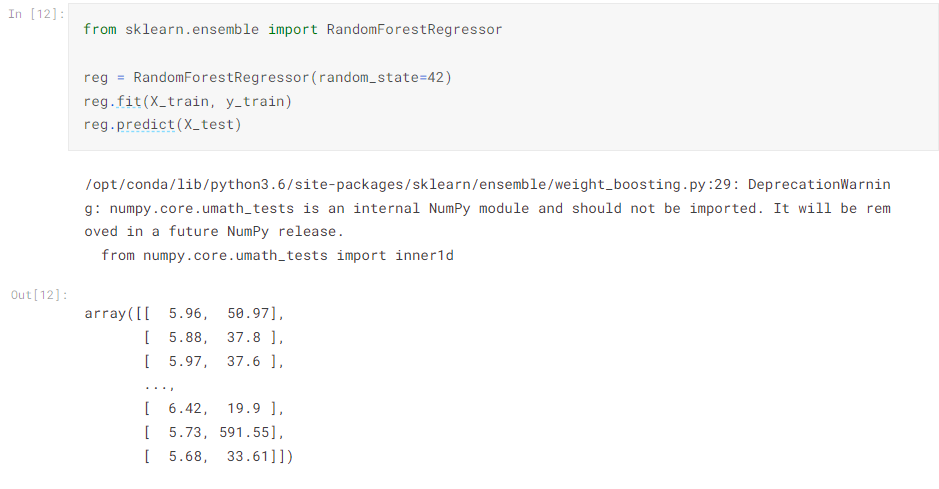 In [12]:
from sklearn.ensemble import RandomForestRegressor
reg = RandomForestRegressor(random_state=42)
reg.fit(X_train, y_train)
reg.predict(X_test)
/opt/conda/lib/python3.6/site-packages/sklearn/ensemble/weight_boosting.py:29: DeprecationWarnin
g: numpy.core.umath_tests is an internal NumPy module and should not be imported. It will be rem
oved in a future NumPy release.
  from numpy.core.umath_tests import inner1d
Out[12]:
array([[  5.96,  50.97],
       [  5.88,  37.8 ],
       [  5.97,  37.6 ],
       ...,
       [  6.42,  19.9 ],
       [  5.73, 591.55],
       [  5.68,  33.61]])